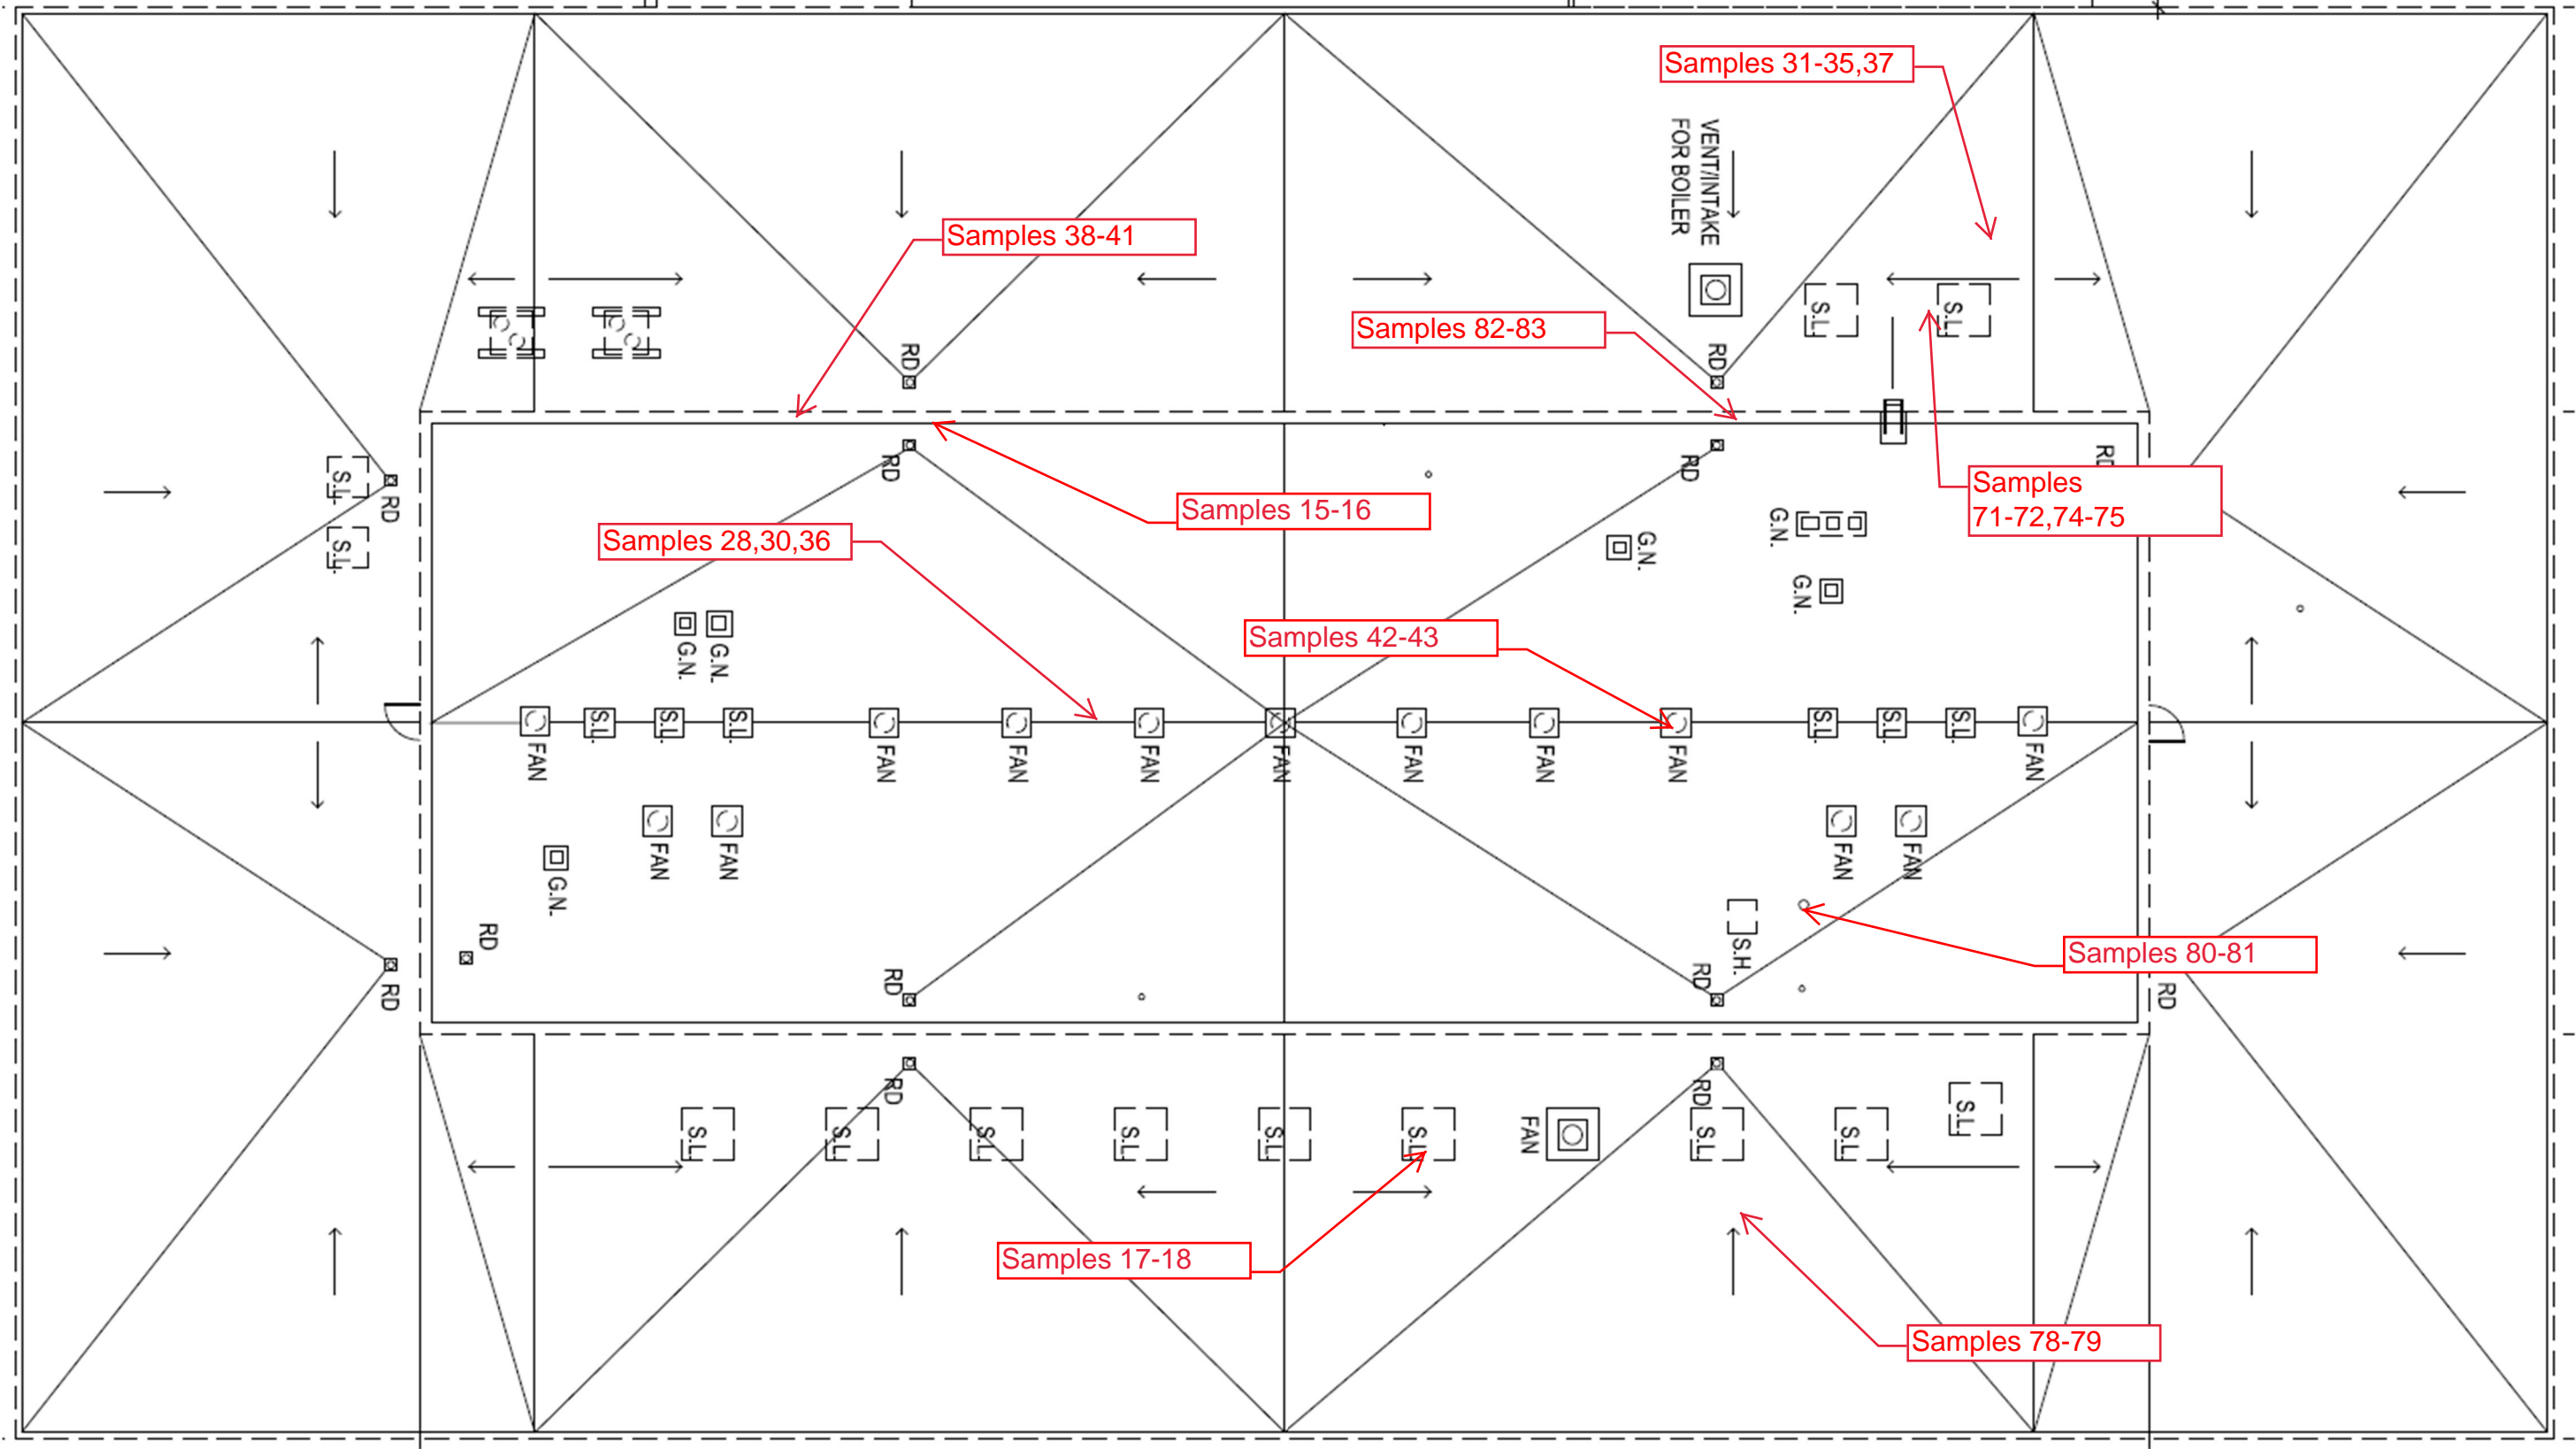 Samples 31-35,37
VENT/INTAKE
FOR BOILER
Samples 38-41
S.L.
S.L.
Samples 82-83
RD
RD
RD
RD
RD
S.L.
RD
S.L.
Samples 15-16
Samples
71-72,74-75
G.N.
G.N.
G.N.
Samples 28,30,36
G.N.
G.N.
Samples 42-43
S.L.
S.L.
S.L.
S.L.
S.L.
S.L.
FAN
FAN
FAN
FAN
FAN
FAN
FAN
FAN
FAN
FAN
FAN
FAN
FAN
G.N.
RD
S.H.
Samples 80-81
RD
RD
RD
RD
RD
RD
S.L.
S.L.
S.L.
S.L.
S.L.
S.L.
FAN
S.L.
S.L.
S.L.
Samples 17-18
Samples 78-79